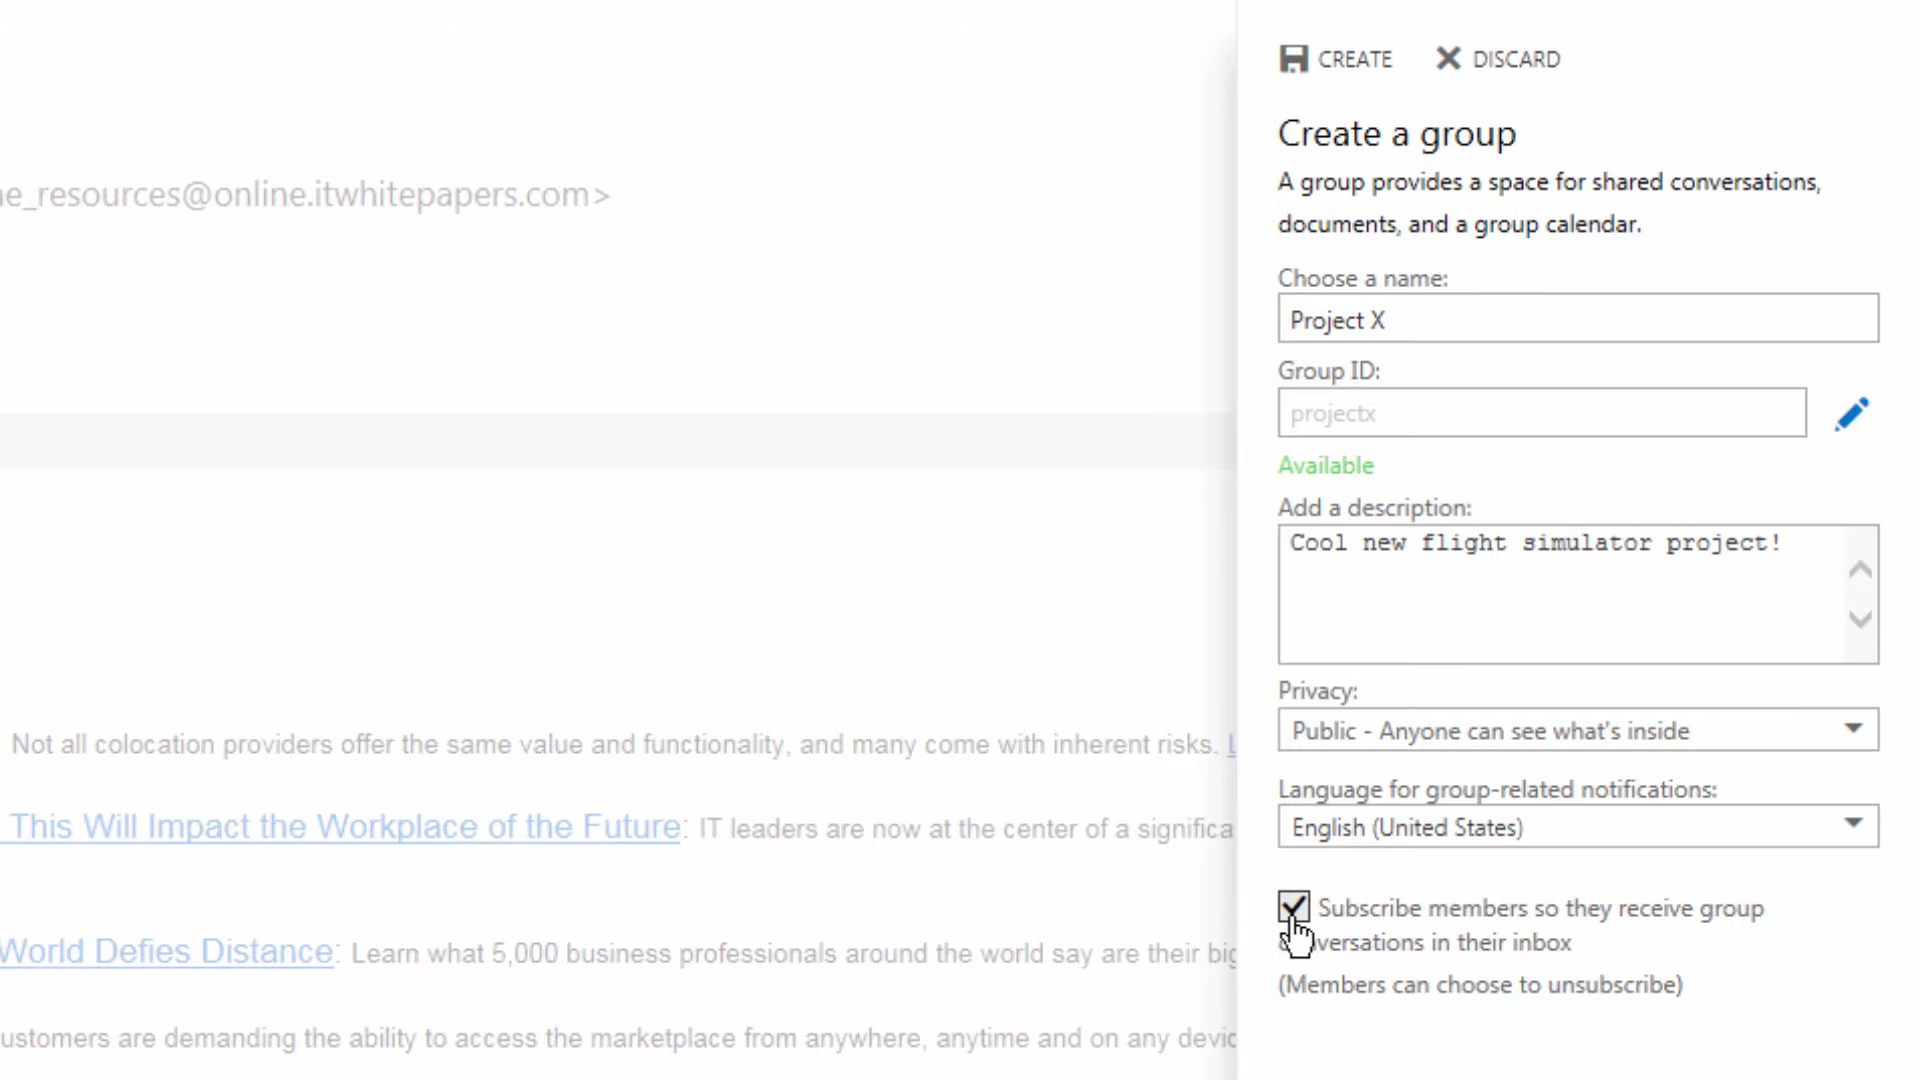 CREATE DISCARD
Create a group
A group provides a space for shared conversations,
documents, and a group calendar.
Choose a name:
Project X
Group ID:
projectx
Available
Add a description:
Cool new flight simulator project!
Privacy:
Public - Anyone can see what's inside
Language for group-related notifications:
English (United States)
Subscribe members so they receive group
versations in their inbox
(Members can choose to unsubscribe)
e_resources@online.itwhitepapers.com>
Not all colocation providers offer the same value and functionality, and many come with inherent risks.
This Will Impact the Workplace of the Future: IT leaders are now at the center of a significa
World Defies Distance: Learn what 5,000 business professionals around the world say are their big
ustomers are demanding the ability to access the marketplace from anywhere, anytime and on any devic